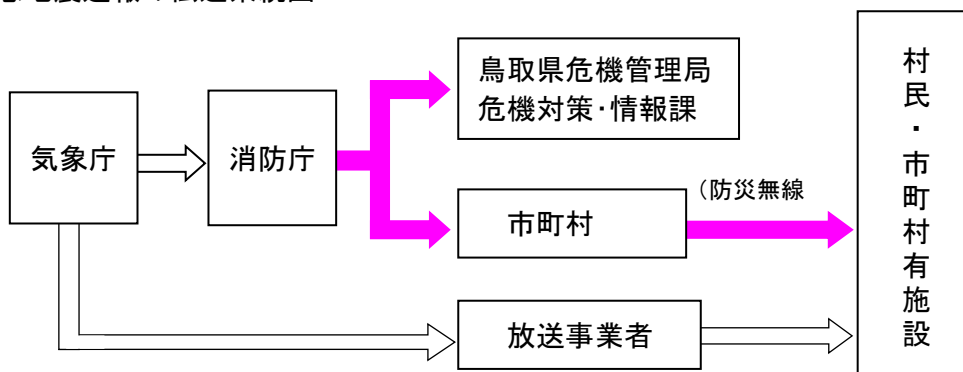 鳥取県危機管理局
危機対策・情報課
気象庁
消防庁
(防災無線
市町村
放送事業者
村民・市町村有施設